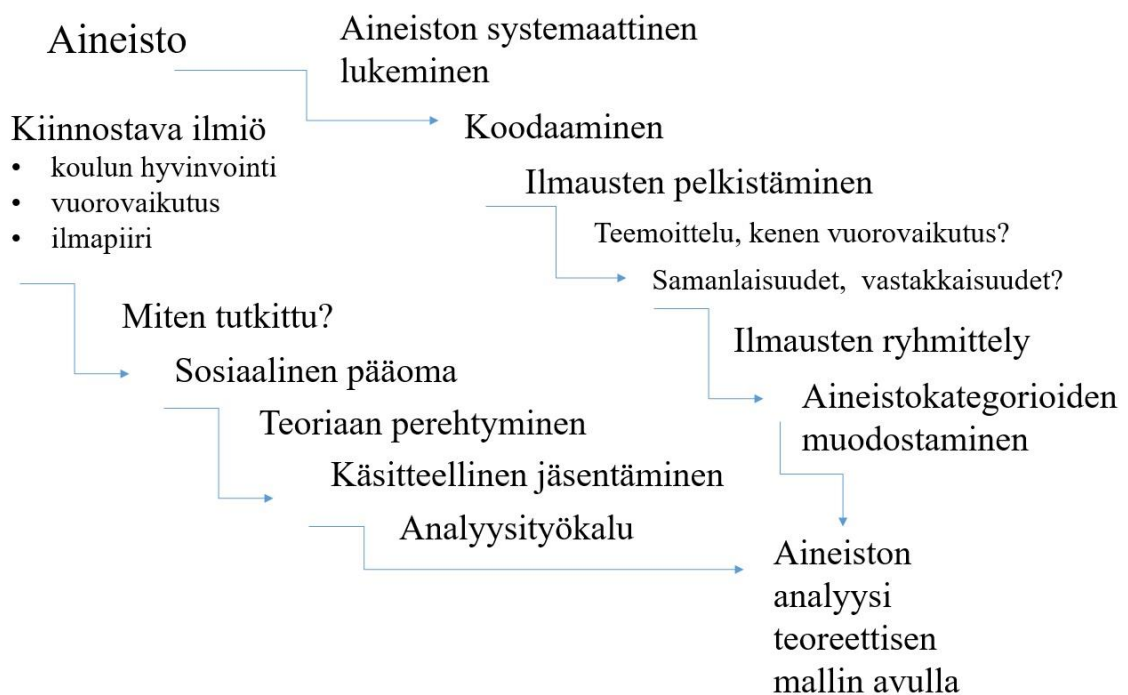 Aineisto
Aineiston systemaattinen
lukeminen
Koodaaminen
Kiinnostava ilmiö
• koulun hyvinvointi
• vuorovaikutus
• ilmapiiri
Ilmausten pelkistäminen
Teemoittelu, kenen vuorovaikutus?
Samanlaisuudet, vastakkaisuudet?
Miten tutkittu?
Ilmausten ryhmittely
Sosiaalinen pääoma
Aineistokategorioiden
muodostaminen
Teoriaan perehtyminen
Käsitteellinen jäsentäminen
Analyysityökalu
Aineiston
analyysi
teoreettisen
mallin avulla